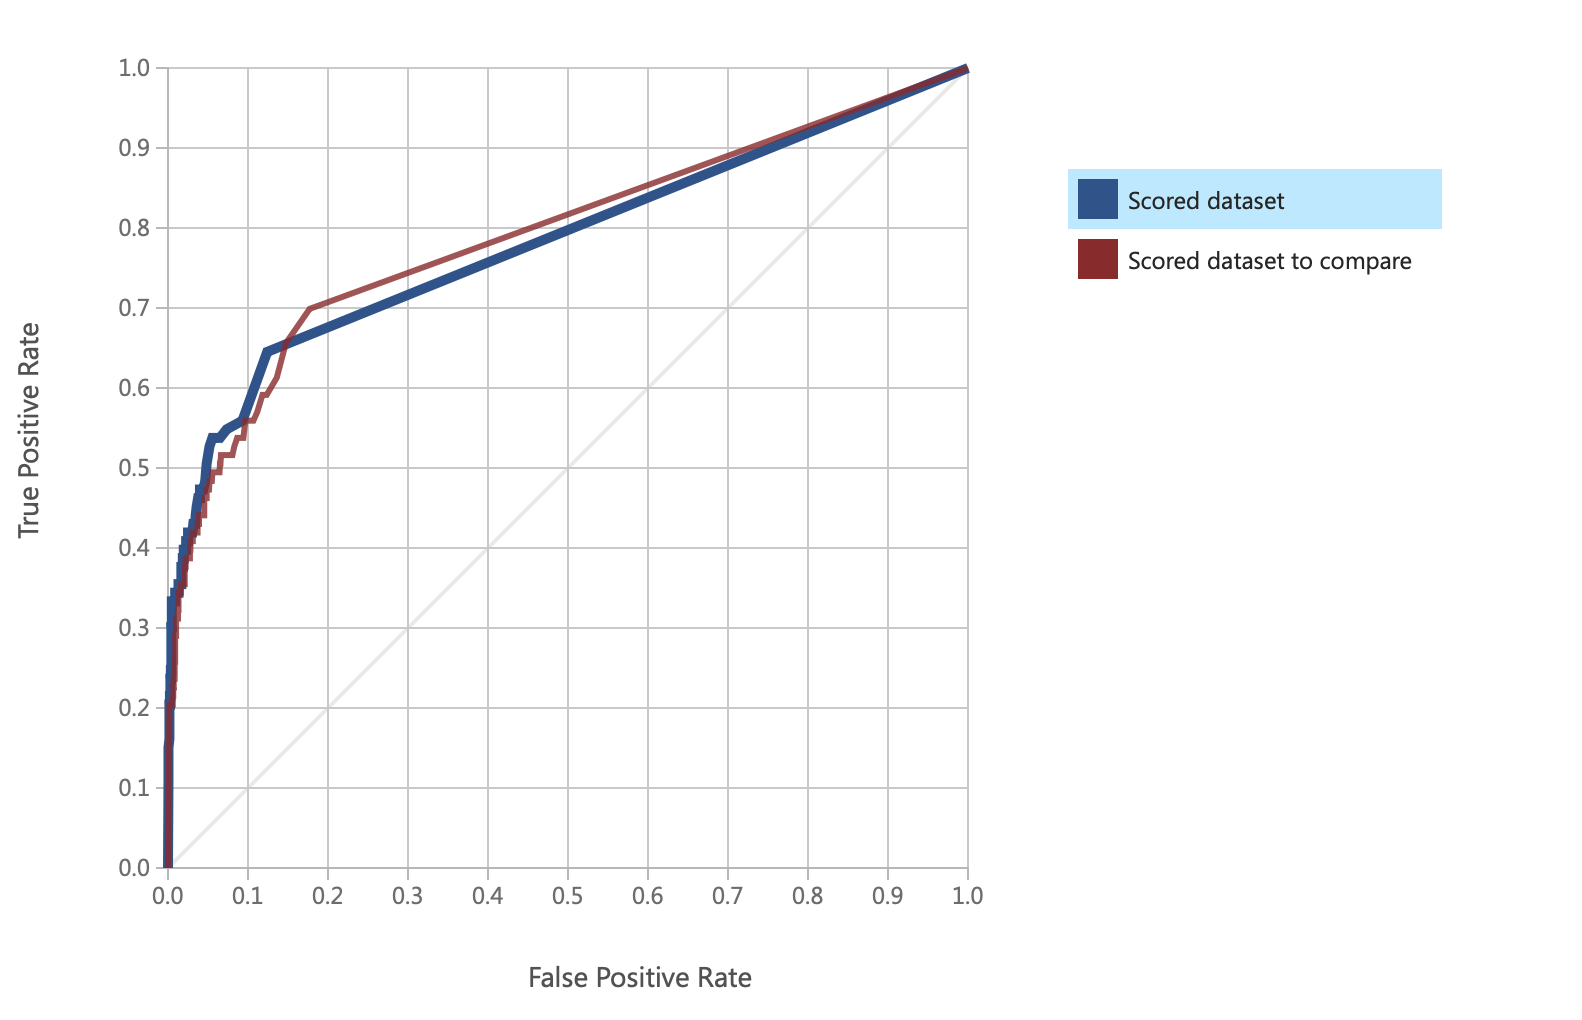 1.0
0.9
0.8
0.7
0.6
0.5
0.4
0.3
0.2
0.1
0.0
0.0 0.1 0.2 0.3 0.4 0.5 0.6 0.7 0.8 0.9 1.0
True Positive Rate
False Positive Rate
Scored dataset
Scored dataset to compare